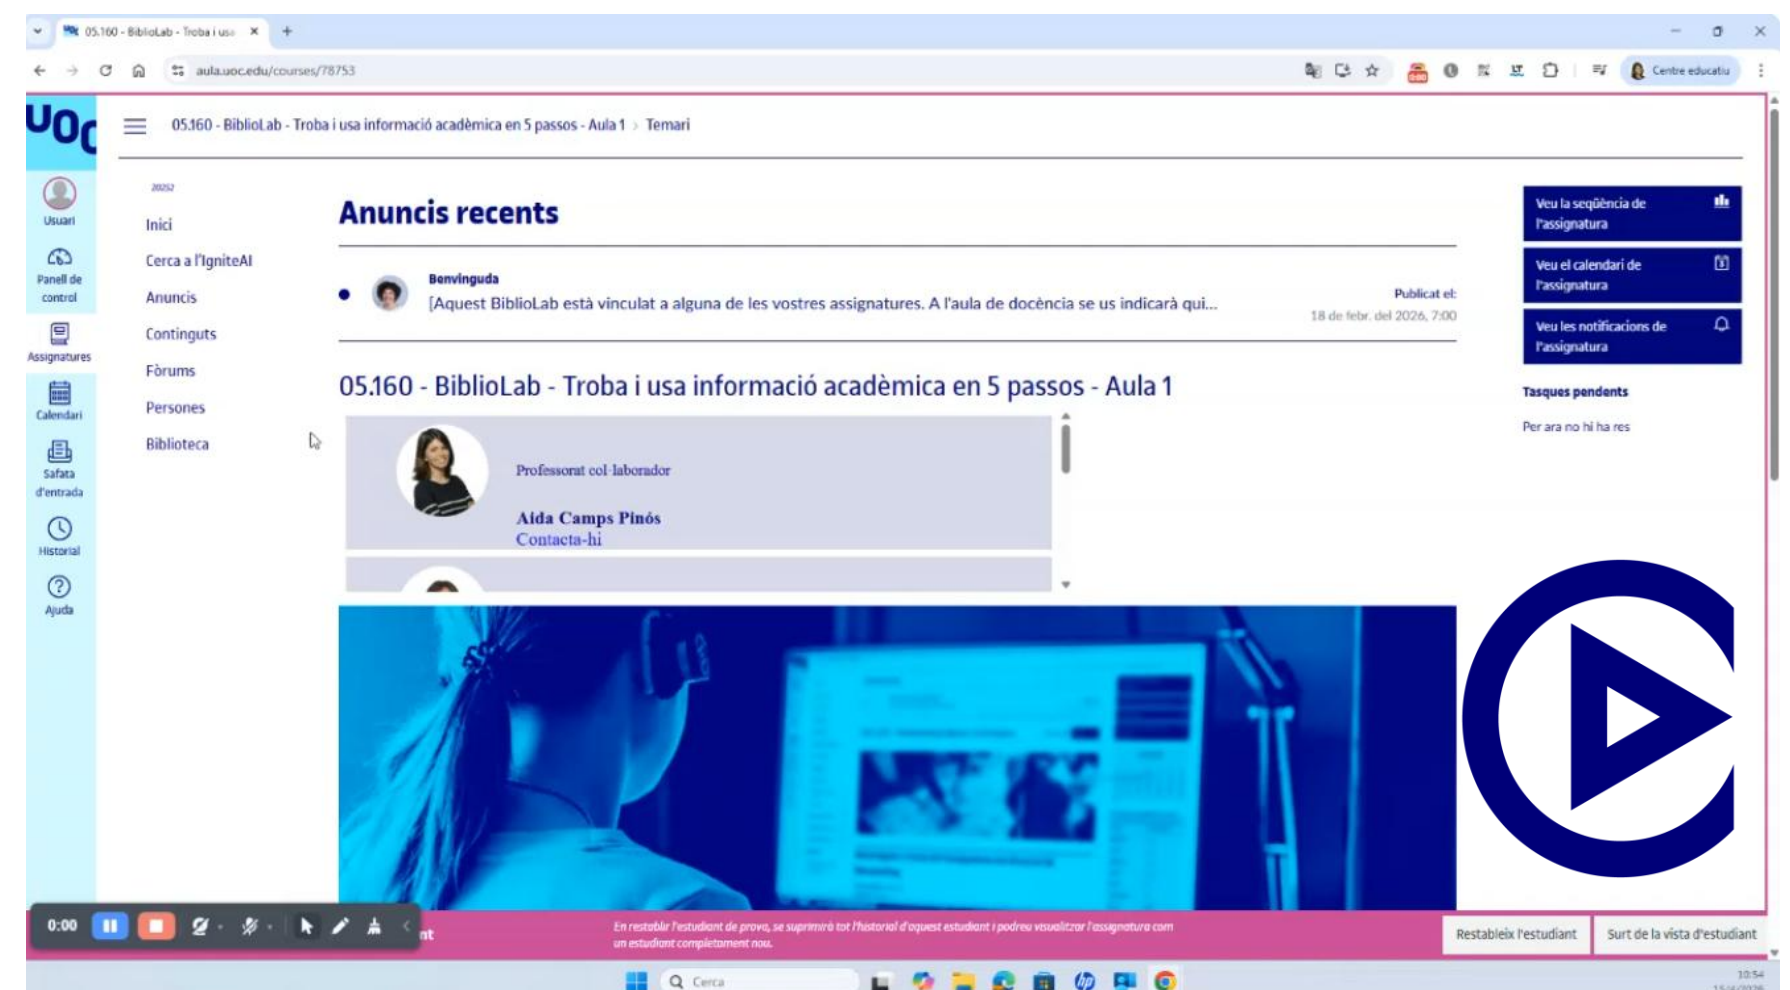 05.160 - BiblioLab - Troba i usa
aula.uoc.edu/courses/78753
Centre educatiu
UOC
05.160 - BiblioLab - Troba i usa informació acadèmica en 5 passos - Aula 1 > Temari
Usuari
Panell de
control
Assignatures
Calendari
Safata
d'entrada
Historial
Ajuda
20252
Inici
Cerca a l'IgniteAI
Anuncis
Continguts
Fòrums
Persones
Biblioteca
Anuncis recents
Benvinguda
[Aquest BiblioLab està vinculat a alguna de les vostres assignatures. A l'aula de docència se us indicarà qui...
Publicat el:
18 de febr. del 2026, 7:00
05.160 - BiblioLab - Troba i usa informació acadèmica en 5 passos - Aula 1
Professorat col·laborador
Aida Camps Pinós
Contacta-hi
Veu la seqüència de
l'assignatura
Veu el calendari de
l'assignatura
Veu les notificacions de
l'assignatura
Tasques pendents
Per ara no hi ha res
0:00
nt
En restablir l'estudiant de prova, se suprimirà tot l'historial d'aquest estudiant i podreu visualitzar l'assignatura com
un estudiant completament nou.
Restableix l'estudiant
Surt de la vista d'estudiant
Cerca
10:54